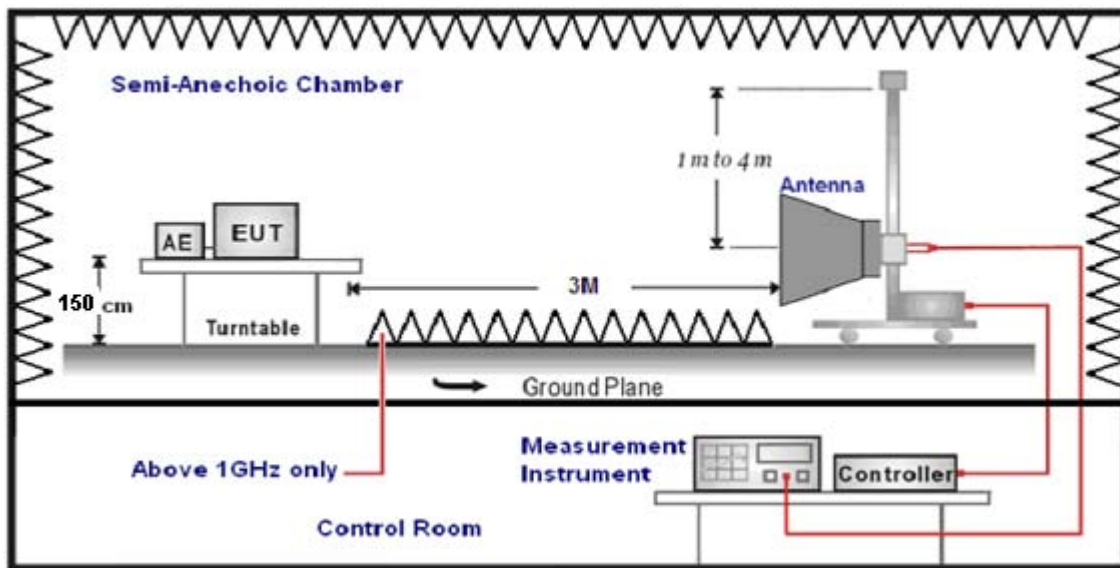 Semi-Anechoic Chamber
1 m to 4 m
Antenna
AE
EUT
3M
150 cm
Turntable
Ground Plane
Above 1GHz only
Measurement
Instrument
Controller
Control Room